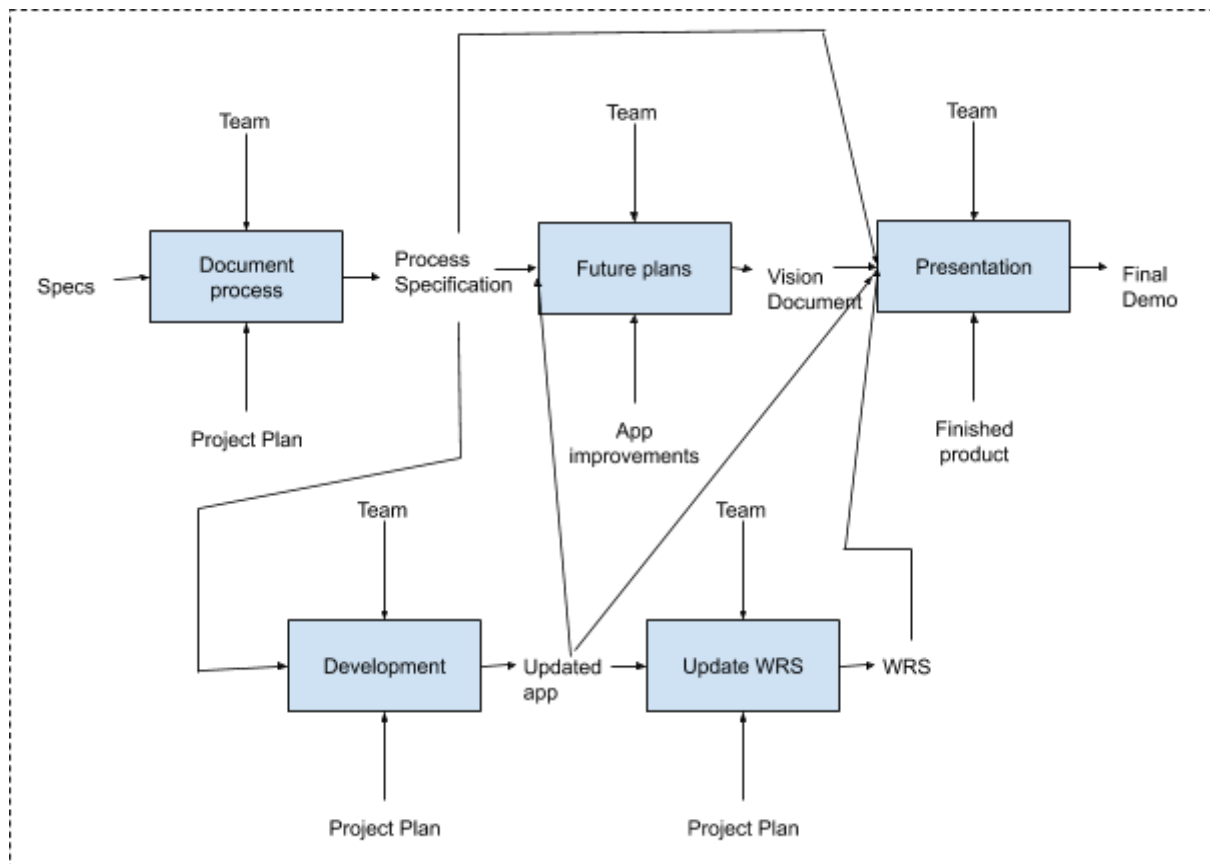 Team
Team
Team
Specs
Document
process
Process
Specification
Future plans
Vision
Document
Presentation
Final
Demo
Project Plan
App
improvements
Finished
product
Team
Team
Development
Updated
app
Update WRS
WRS
Project Plan
Project Plan